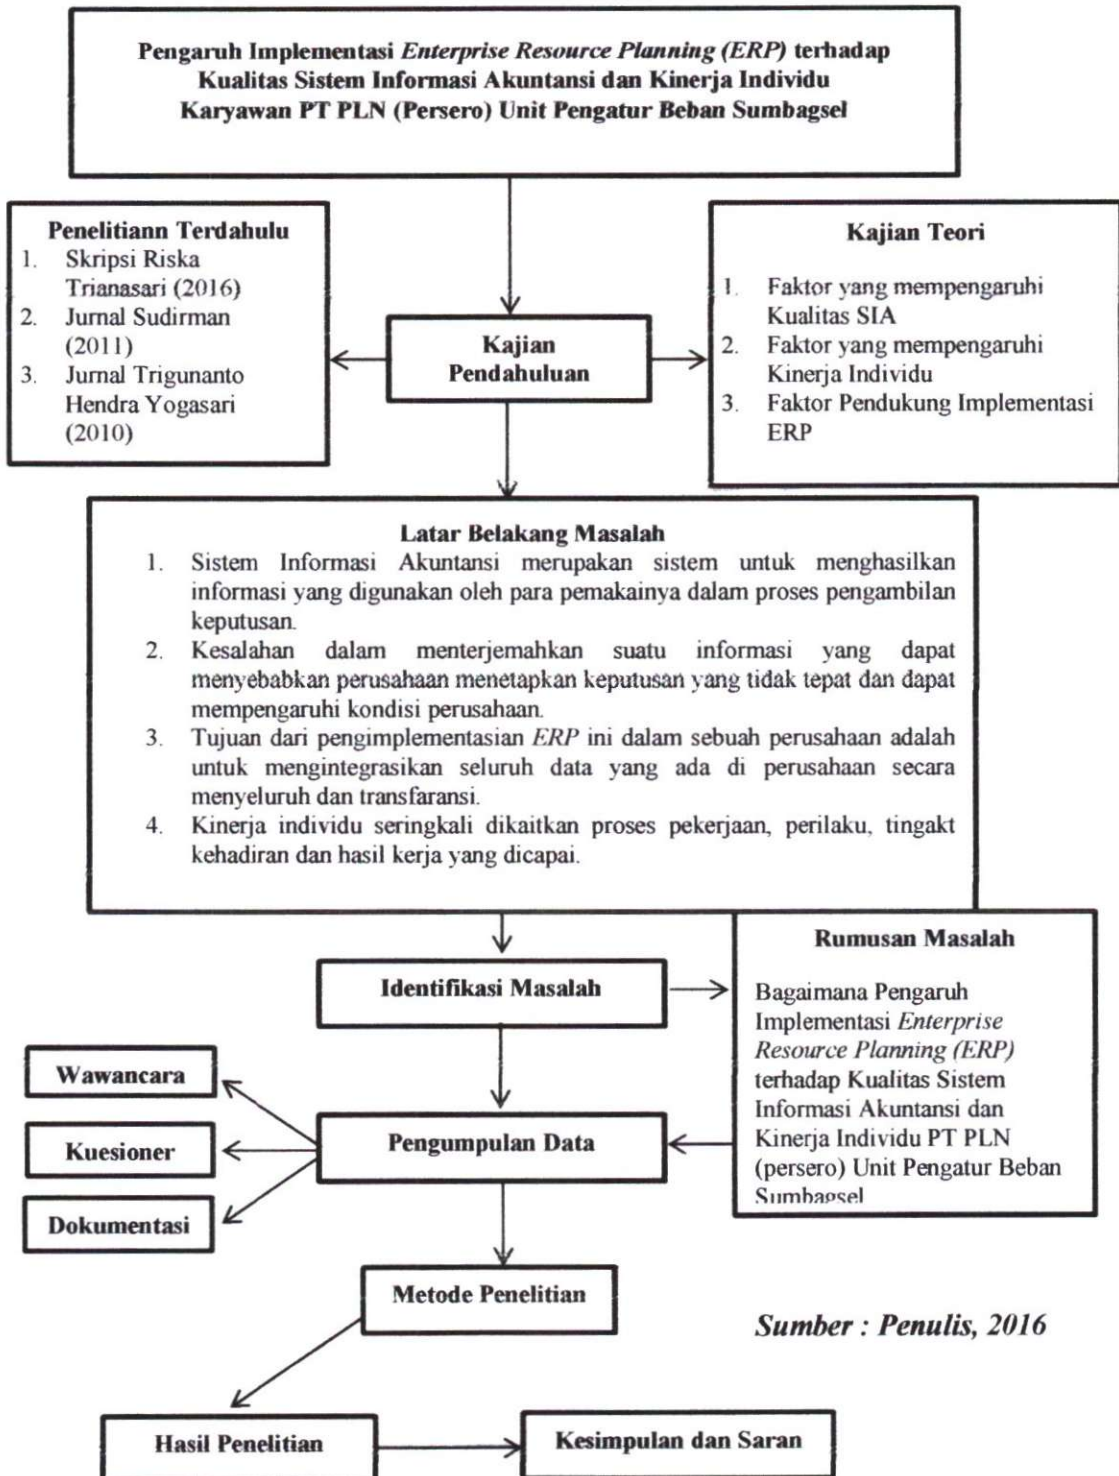 Pengaruh Implementasi Enterprise Resource Planning (ERP) terhadap
Kualitas Sistem Informasi Akuntansi dan Kinerja Individu
Karyawan PT PLN (Persero) Unit Pengatur Beban Sumbagsel
Penelitiann Terdahulu
1. Skripsi Riska
Trianasari (2016)
2. Jurnal Sudirman
(2011)
3. Jurnal Trigunanto
Hendra Yogasari
(2010)
Kajian
Pendahuluan
Kajian Teori
1. Faktor yang mempengaruhi
Kualitas SIA
2. Faktor yang mempengaruhi
Kinerja Individu
3. Faktor Pendukung Implementasi
ERP
Latar Belakang Masalah
1. Sistem Informasi Akuntansi merupakan sistem untuk menghasilkan
informasi yang digunakan oleh para pemakainya dalam proses pengambilan
keputusan.
2. Kesalahan dalam menterjemahkan suatu informasi yang dapat
menyebabkan perusahaan menetapkan keputusan yang tidak tepat dan dapat
mempengaruhi kondisi perusahaan.
3. Tujuan dari pengimplementasian ERP ini dalam sebuah perusahaan adalah
untuk mengintegrasikan seluruh data yang ada di perusahaan secara
menyeluruh dan transfaransi.
4. Kinerja individu seringkali dikaitkan proses pekerjaan, perilaku, tingakt
kehadiran dan hasil kerja yang dicapai.
Identifikasi Masalah
Rumusan Masalah
Bagaimana Pengaruh
Implementasi Enterprise
Resource Planning (ERP)
terhadap Kualitas Sistem
Informasi Akuntansi dan
Kinerja Individu PT PLN
(persero) Unit Pengatur Beban
Sumbagsel
Wawancara
Kuesioner
Dokumentasi
Pengumpulan Data
Metode Penelitian
Sumber : Penulis, 2016
Hasil Penelitian
Kesimpulan dan Saran